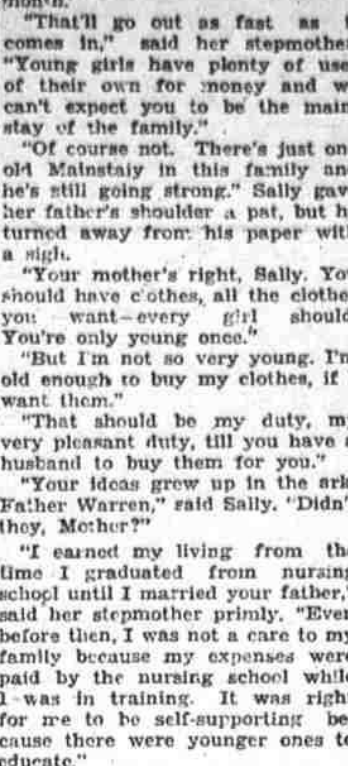 month.
"That'll go out as fast as
comes in," said her stepmother
"Young girls have plenty of use
of their own for money and w
can't expect you to be the main
stay of the family."
"Of course not. There's just on
old Mainstaiy in this family an
he's still going strong." Sally gav
her father's shoulder a pat, but h
turned away from his paper wit
a sigh.
"Your mother's right, Sally. Yo
should have clothes, all the clothe
you want—every girl should
You're only young once."
"But I'm not so very young. I'm
old enough to buy my clothes, if
want them."
"That should be my duty, my
very pleasant duty, till you have a
husband to buy them for you."
"Your ideas grew up in the ark
Father Warren," said Sally. "Didn'
they, Mother?"
"I earned my living from th
time I graduated from nursing
school until I married your father,"
said her stepmother primly. "Even
before then, I was not a care to my
family because my expenses were
paid by the nursing school while
I was in training. It was righ
for me to be self-supporting be
cause there were younger ones to
educate."